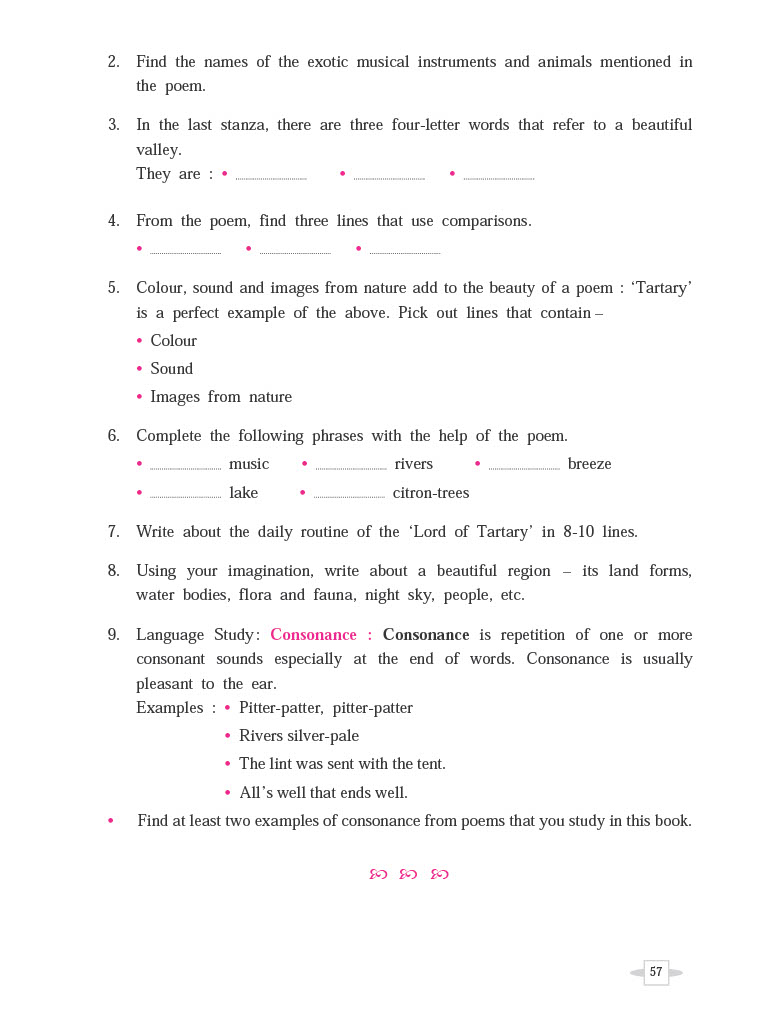 2. Find the names of the exotic musical instruments and animals mentioned in
the poem.
3. In the last stanza, there are three four-letter words that refer to a beautiful
valley.
They are : • .................... • .................... • ....................
4. From the poem, find three lines that use comparisons.
• .................... • .................... • ....................
5. Colour, sound and images from nature add to the beauty of a poem : ‘Tartary’
is a perfect example of the above. Pick out lines that contain –
• Colour
• Sound
• Images from nature
6. Complete the following phrases with the help of the poem.
• .................... music • .................... rivers • .................... breeze
• .................... lake • .................... citron-trees
7. Write about the daily routine of the ‘Lord of Tartary’ in 8-10 lines.
8. Using your imagination, write about a beautiful region – its land forms,
water bodies, flora and fauna, night sky, people, etc.
9. Language Study: Consonance : Consonance is repetition of one or more
consonant sounds especially at the end of words. Consonance is usually
pleasant to the ear.
Examples : • Pitter-patter, pitter-patter
• Rivers silver-pale
• The lint was sent with the tent.
• All’s well that ends well.
• Find at least two examples of consonance from poems that you study in this book.
57